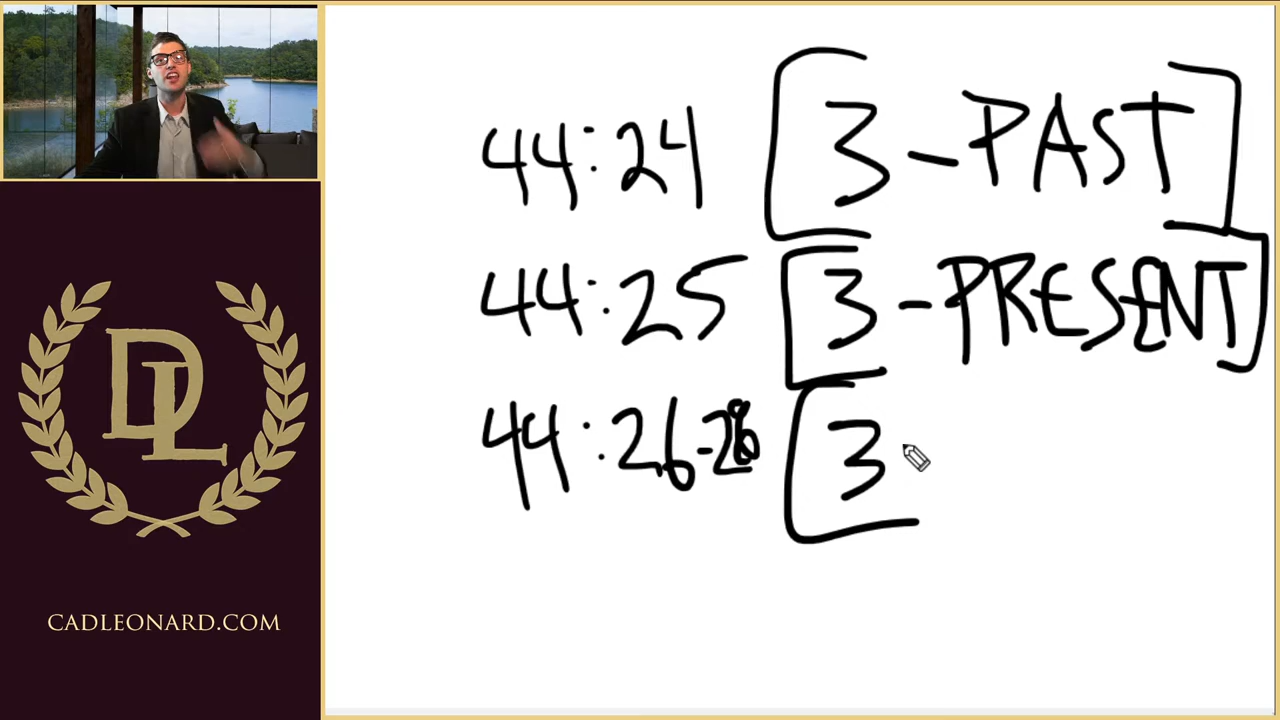 44:24 [3-PAST]
44:25 [3-PRESENT]
44:26-28 [3
DL
CADLEONARD.COM